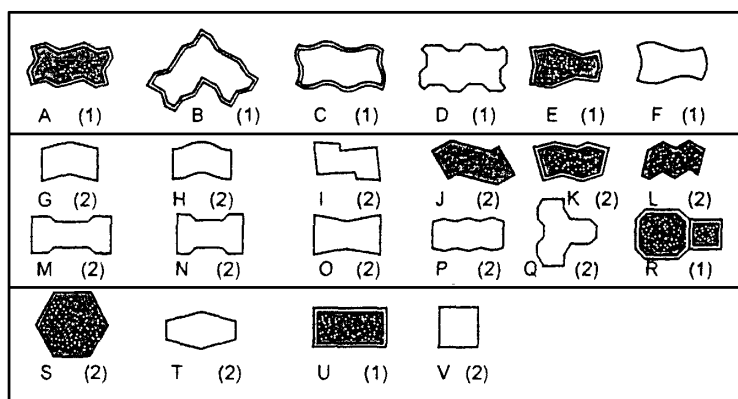 A (1) B (1) C (1) D (1) E (1) F (1)
G (2) H (2) I (2) J (2) K (2) L (2)
M (2) N (2) O (2) P (2) Q (2) R (1)
S (2) T (2) U (1) V (2)